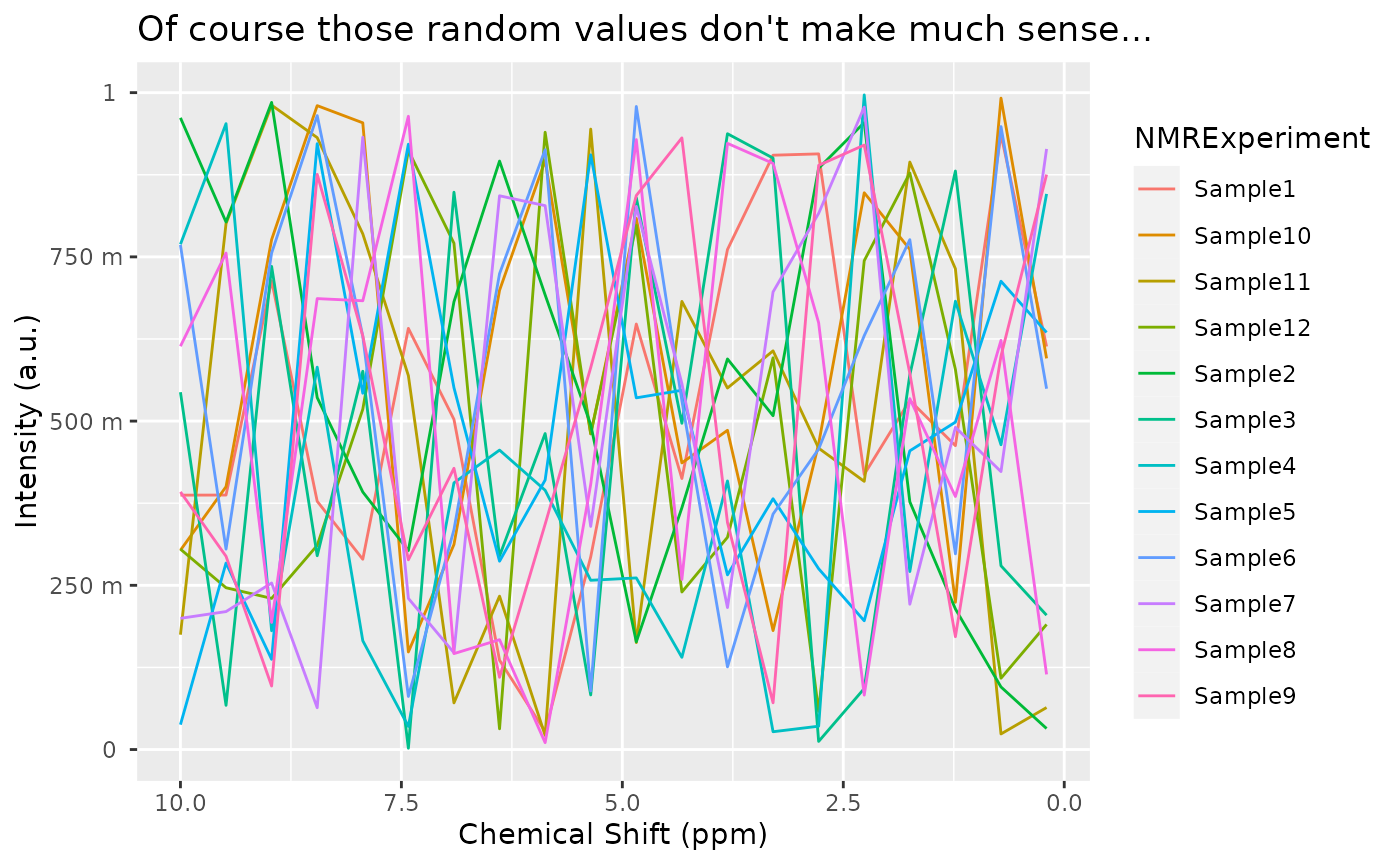 Of course those random values don't make much sense...
Intensity (a.u.)
1
750 m
500 m
250 m
0
10.0
7.5
5.0
2.5
0.0
Chemical Shift (ppm)
NMRExperiment
Sample1
Sample10
Sample11
Sample12
Sample2
Sample3
Sample4
Sample5
Sample6
Sample7
Sample8
Sample9